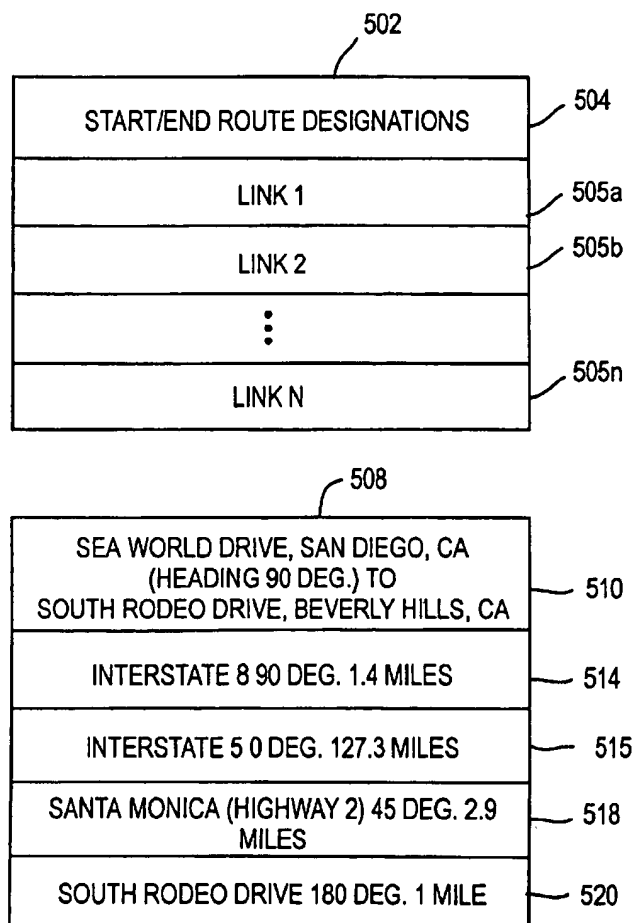 502
START/END ROUTE DESIGNATIONS
504
LINK 1
505a
LINK 2
505b
LINK N
505n
508
SEA WORLD DRIVE, SAN DIEGO, CA
(HEADING 90 DEG.) TO
SOUTH RODEO DRIVE, BEVERLY HILLS, CA
510
INTERSTATE 8 90 DEG. 1.4 MILES
514
INTERSTATE 5 0 DEG. 127.3 MILES
515
SANTA MONICA (HIGHWAY 2) 45 DEG. 2.9
MILES
518
SOUTH RODEO DRIVE 180 DEG. 1 MILE
520